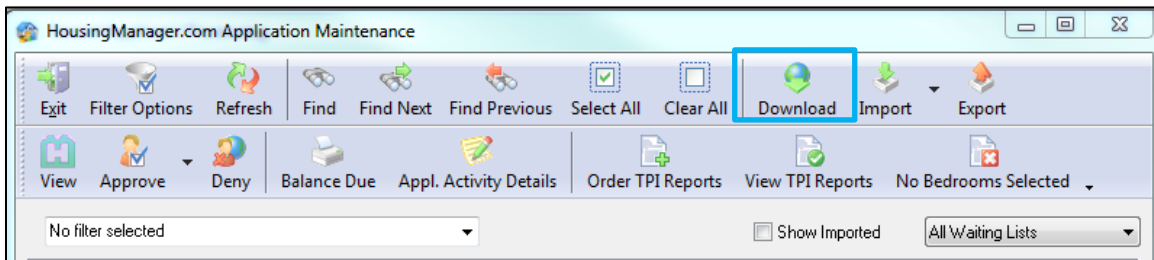 HousingManager.com Application Maintenance
Exit Filter Options Refresh Find Find Next Find Previous Select All Clear All Download Import Export
View Approve Deny Balance Due Appl. Activity Details Order TPI Reports View TPI Reports No Bedrooms Selected
No filter selected Show Imported All Waiting Lists